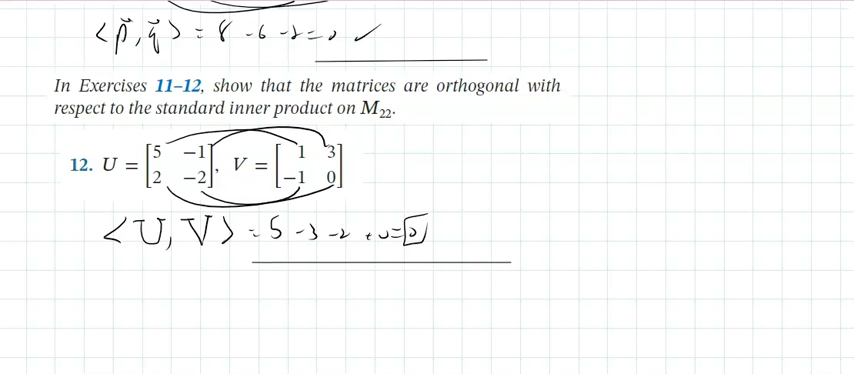 < p⃗, q⃗ > = 8 - 6 - 2 = 0 ✓
In Exercises 11–12, show that the matrices are orthogonal with
respect to the standard inner product on M₂₂.
12. U = [5 −1; 2 −2], V = [1 3; −1 0]
< U, V > = 5 - 3 - 2 + 0 = 0